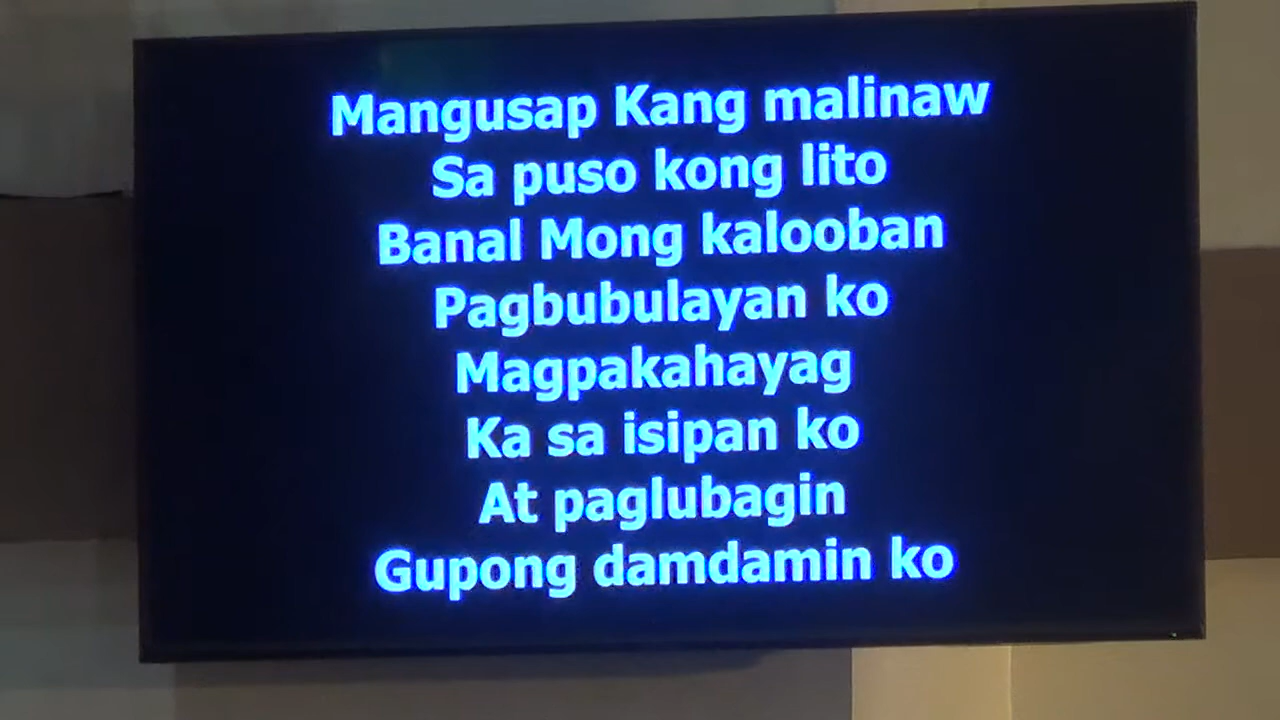 Mangusap Kang malinaw
Sa puso kong lito
Banal Mong kalooban
Pagbubulayan ko
Magpakahayag
Ka sa isipan ko
At paglubagin
Gupong damdamin ko